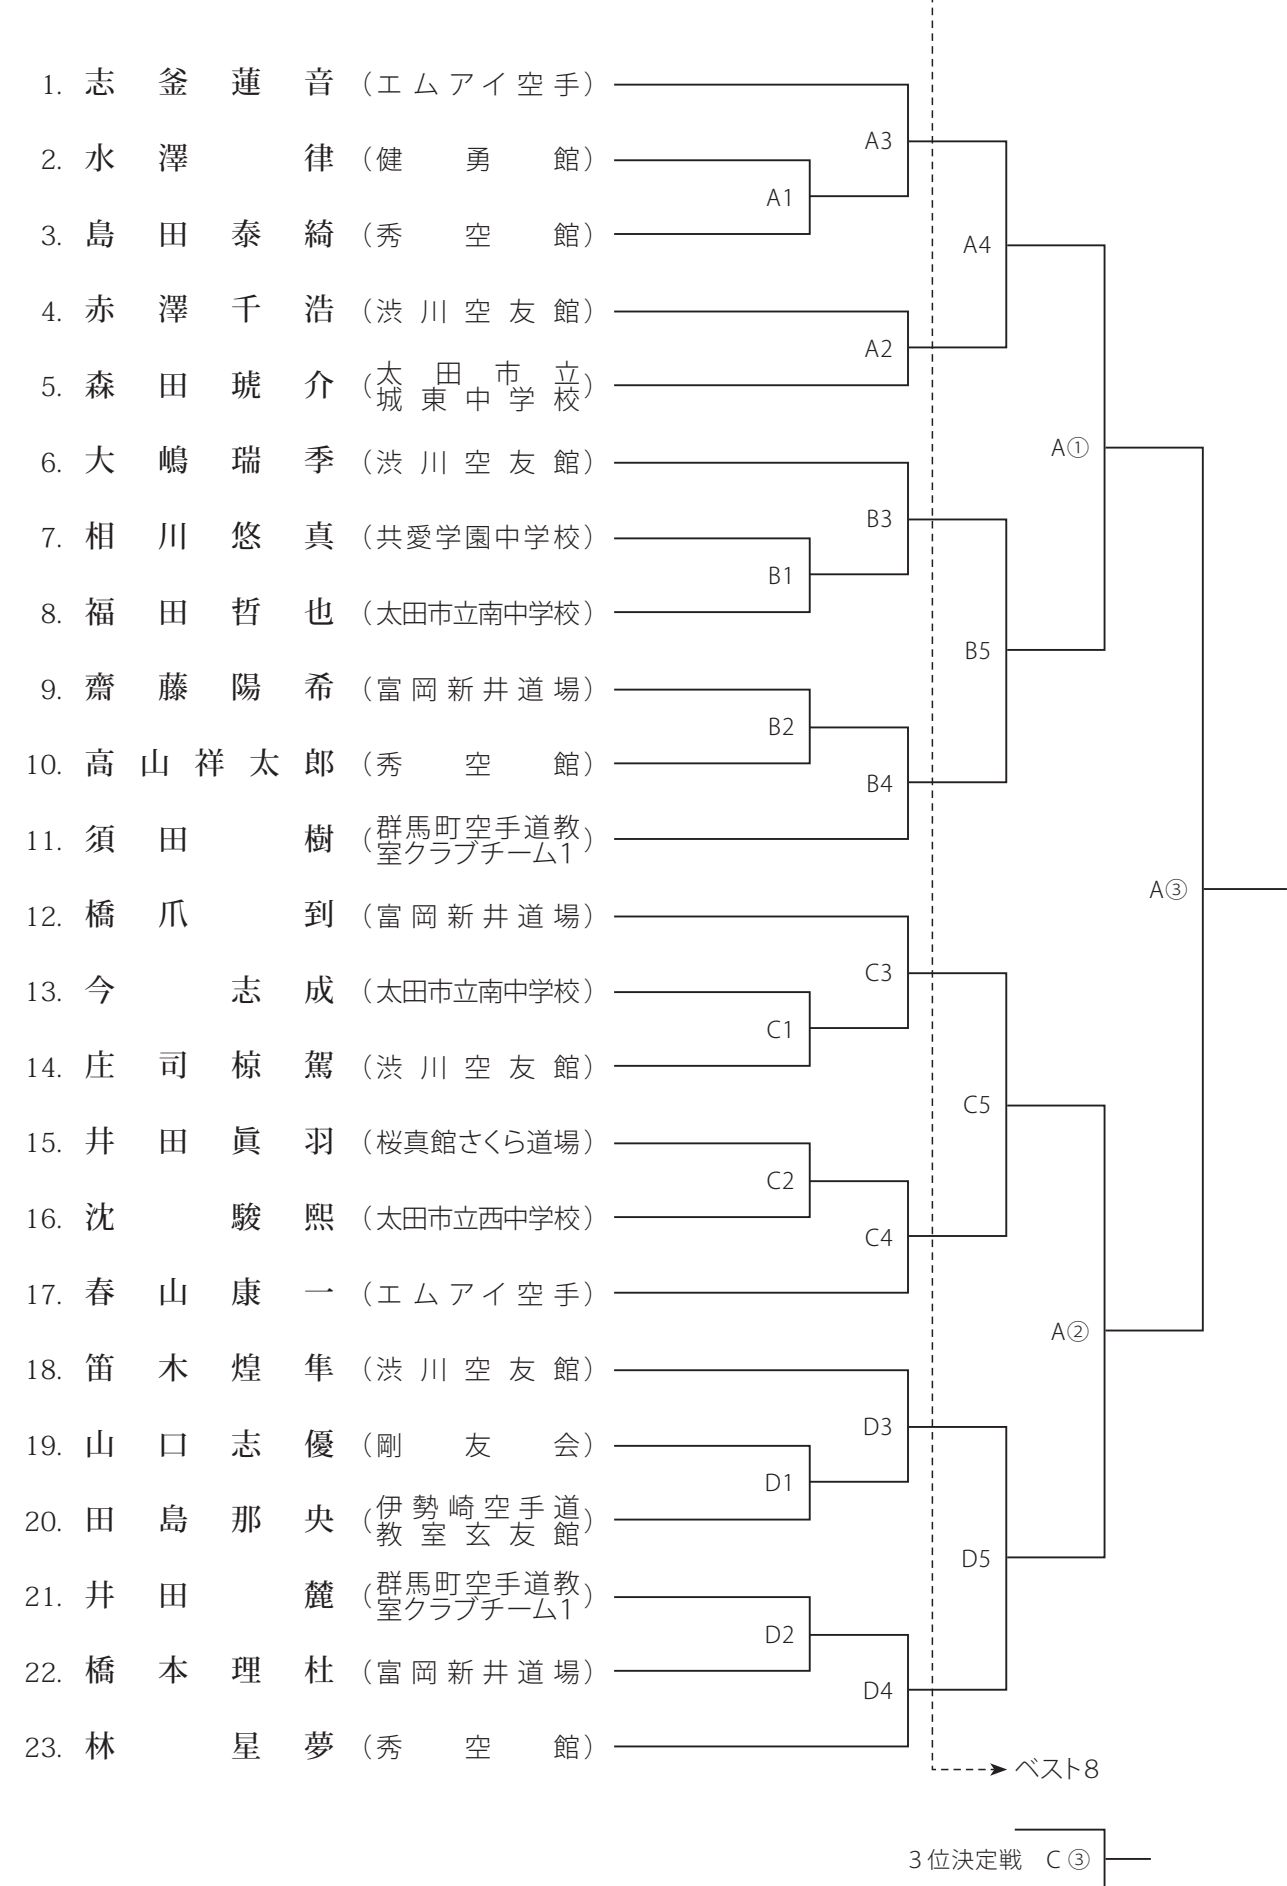 1. 志釜蓮音（エムアイ空手）
2. 水澤律（健勇館）
3. 島田泰綺（秀空館）
4. 赤澤千浩（渋川空友館）
5. 森田琥介（太田市立城東中学校）
6. 大嶋瑞季（渋川空友館）
7. 相川悠真（共愛学園中学校）
8. 福田哲也（太田市立南中学校）
9. 齋藤陽希（富岡新井道場）
10. 高山祥太郎（秀空館）
11. 須田樹（群馬町空手道教室クラブチーム1）
12. 橋爪到（富岡新井道場）
13. 今志成（太田市立南中学校）
14. 庄司椋駕（渋川空友館）
15. 井田眞羽（桜真館さくら道場）
16. 沈駿熙（太田市立西中学校）
17. 春山康一（エムアイ空手）
18. 笛木煌隼（渋川空友館）
19. 山口志優（剛友会）
20. 田島那央（伊勢崎空手道教室玄友館）
21. 井田麓（群馬町空手道教室クラブチーム1）
22. 橋本理杜（富岡新井道場）
23. 林星夢（秀空館）
A1
B1
B2
C1
C2
D1
D2
A3
A2
B3
B4
C3
C4
D3
D4
A4
B5
C5
D5
A①
A②
A③
ベスト8
3位決定戦 C③